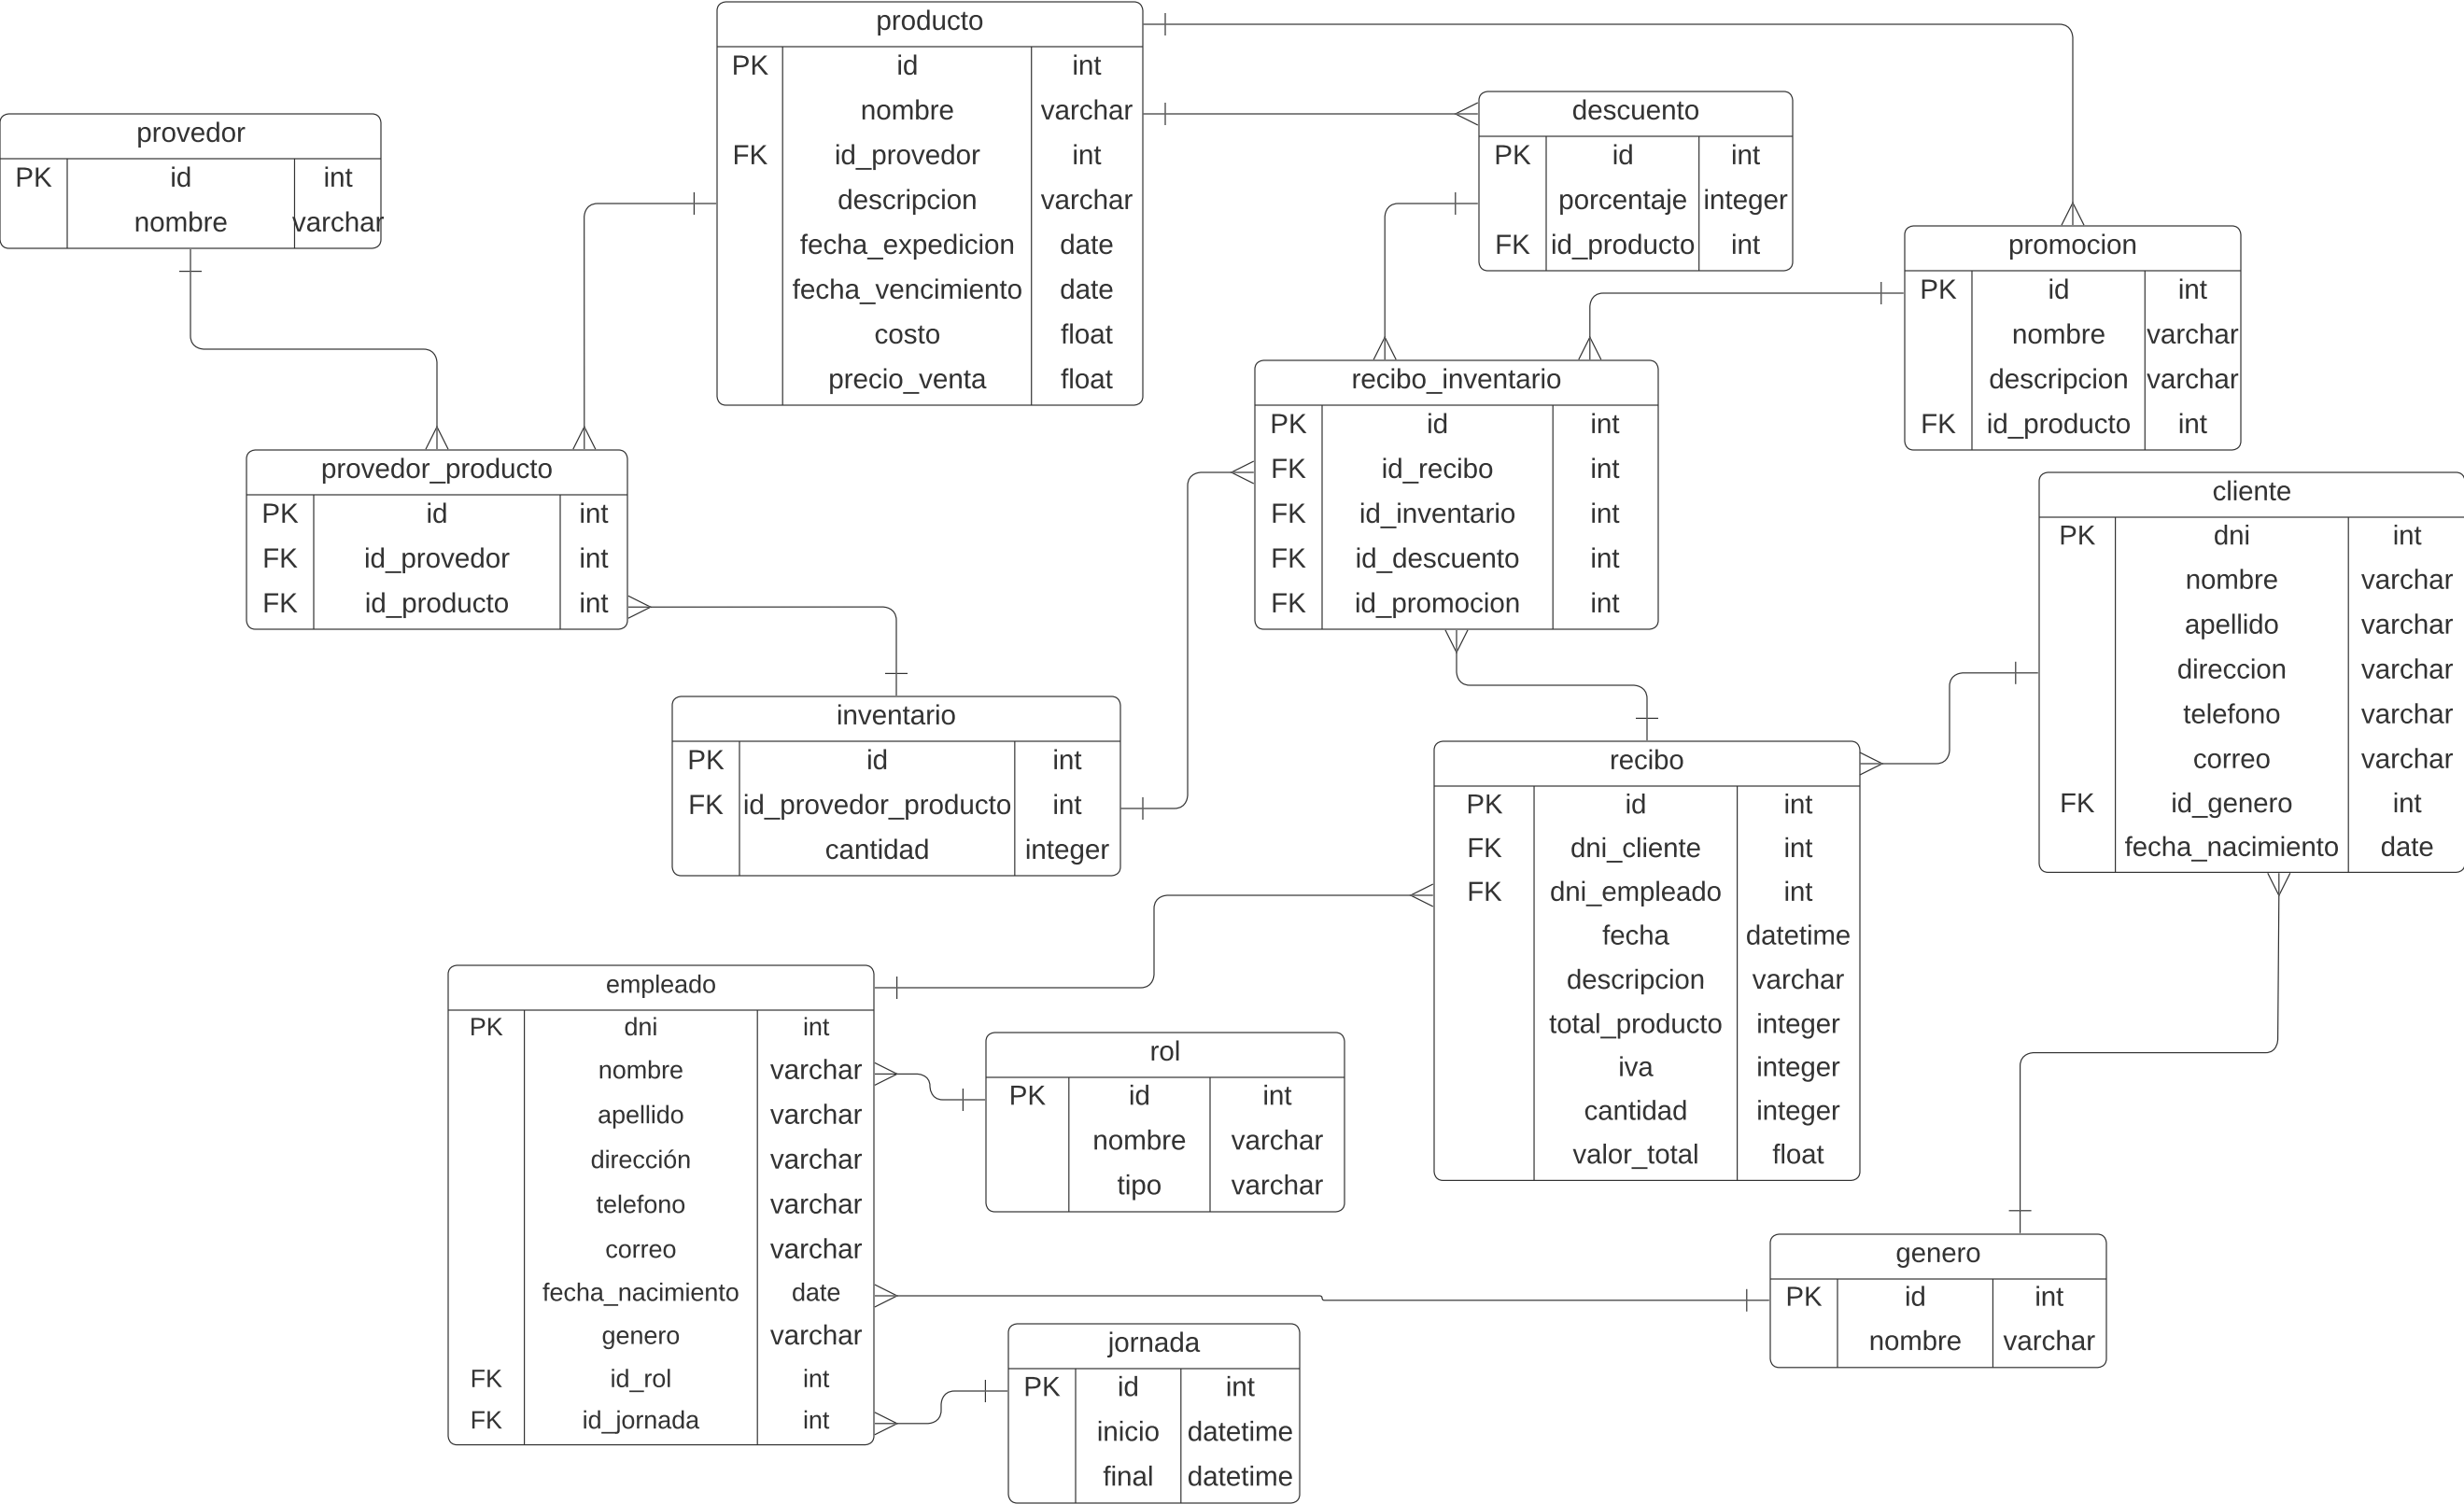 producto
PK id int
nombre varchar
FK id_provedor int
descripcion varchar
fecha_expedicion date
fecha_vencimiento date
costo float
precio_venta float
provedor
PK id int
nombre varchar
descuento
PK id int
porcentaje integer
FK id_producto int
promocion
PK id int
nombre varchar
descripcion varchar
FK id_producto int
recibo_inventario
PK id int
FK id_recibo int
FK id_inventario int
FK id_descuento int
FK id_promocion int
provedor_producto
PK id int
FK id_provedor int
FK id_producto int
cliente
PK dni int
nombre varchar
apellido varchar
direccion varchar
telefono varchar
correo varchar
FK id_genero int
fecha_nacimiento date
inventario
PK id int
FK id_provedor_producto int
cantidad integer
recibo
PK id int
FK dni_cliente int
FK dni_empleado int
fecha datetime
descripcion varchar
total_producto integer
iva integer
cantidad integer
valor_total float
empleado
PK dni int
nombre varchar
apellido varchar
dirección varchar
telefono varchar
correo varchar
fecha_nacimiento date
genero varchar
FK id_rol int
FK id_jornada int
rol
PK id int
nombre varchar
tipo varchar
genero
PK id int
nombre varchar
jornada
PK id int
inicio datetime
final datetime